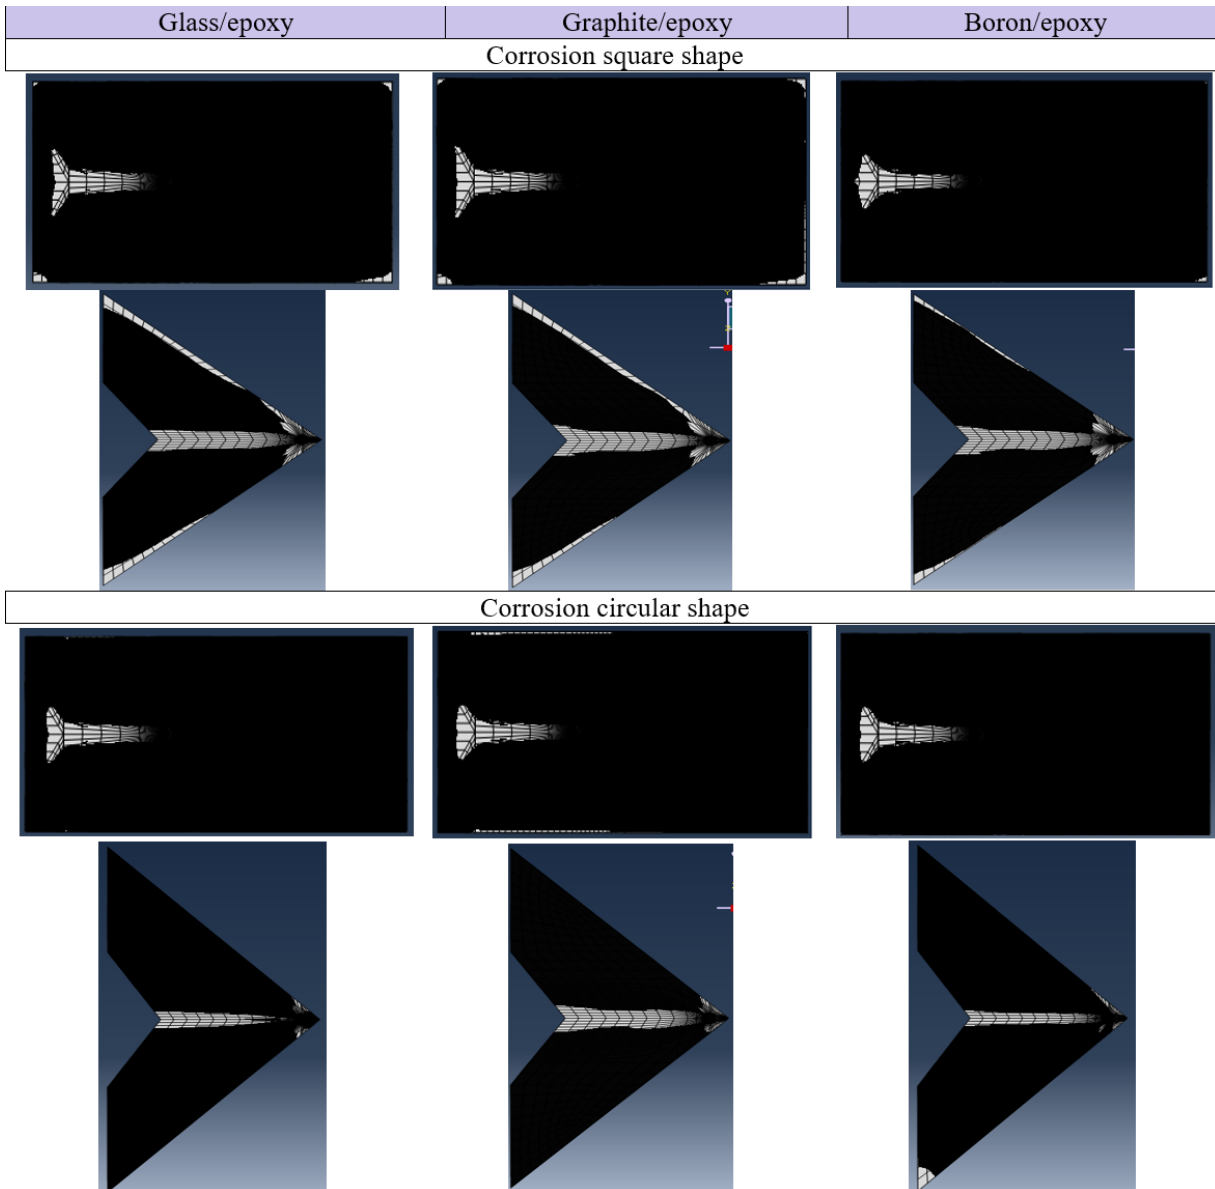 Glass/epoxy
Graphite/epoxy
Boron/epoxy
Corrosion square shape
Corrosion circular shape